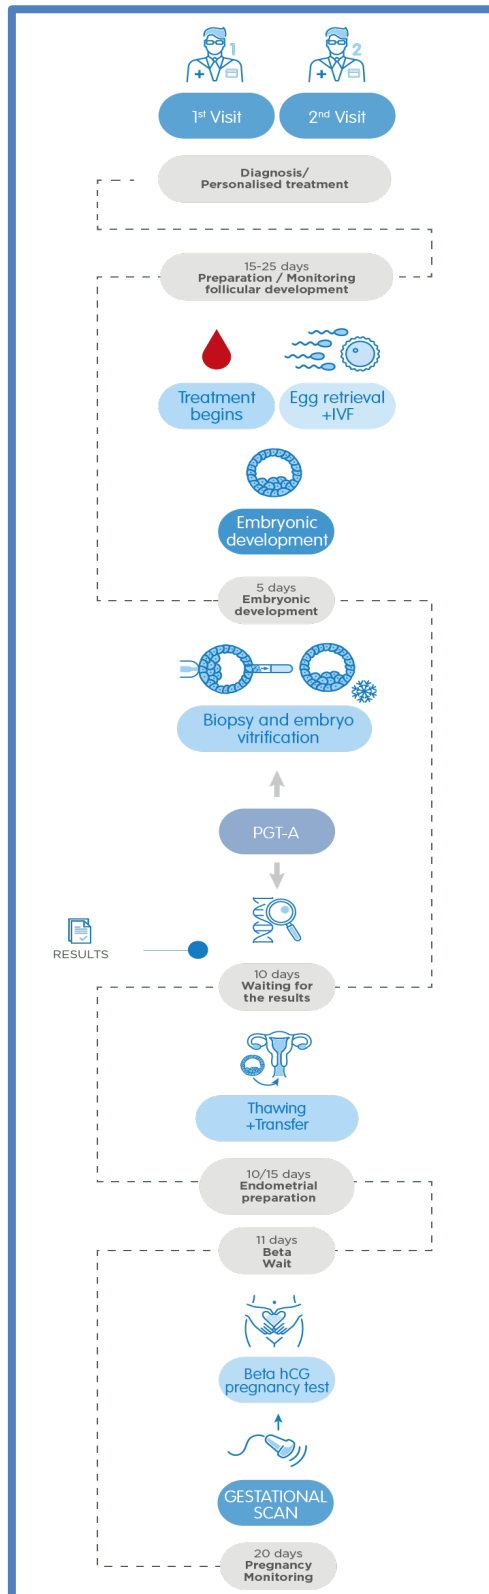 1
2
1st Visit
2nd Visit
Diagnosis/
Personalised treatment
15-25 days
Preparation / Monitoring
follicular development
Treatment
begins
Egg retrieval
+IVF
Embryonic
development
5 days
Embryonic
development
Biopsy and embryo
vitrification
PGT-A
RESULTS
10 days
Waiting for
the results
Thawing
+Transfer
10/15 days
Endometrial
preparation
11 days
Beta
Wait
Beta hCG
pregnancy test
GESTATIONAL
SCAN
20 days
Pregnancy
Monitoring